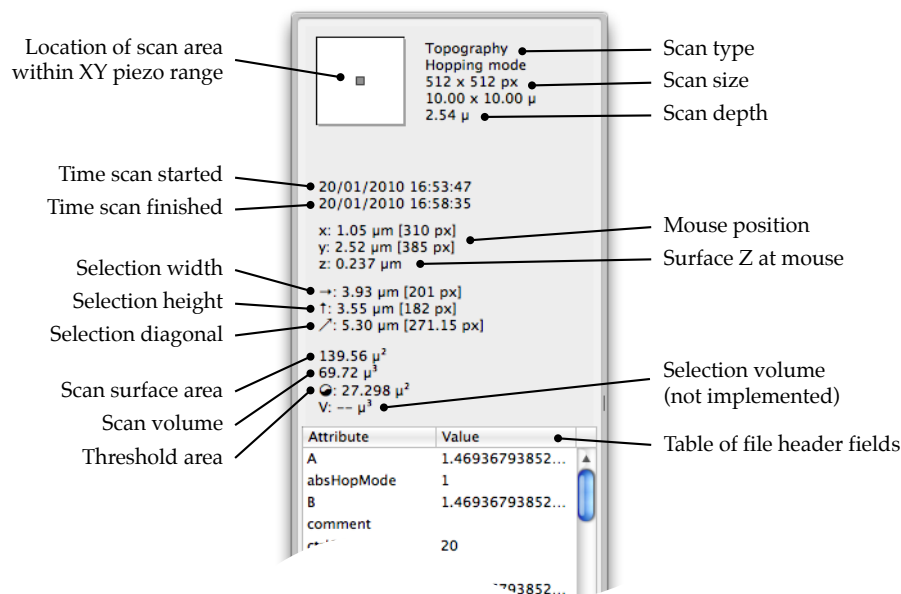 Location of scan area
within XY piezo range
Topography
Hopping mode
512 x 512 px
10.00 x 10.00 µ
2.54 µ
Scan type
Scan size
Scan depth
Time scan started
Time scan finished
20/01/2010 16:53:47
20/01/2010 16:58:35
x: 1.05 µm [310 px]
y: 2.52 µm [385 px]
z: 0.237 µm
Mouse position
Surface Z at mouse
Selection width
Selection height
Selection diagonal
→: 3.93 µm [201 px]
↑: 3.55 µm [182 px]
↗: 5.30 µm [271.15 px]
139.56 µ²
69.72 µ³
◕: 27.298 µ²
V: -- µ³
Scan surface area
Scan volume
Threshold area
Selection volume
(not implemented)
Table of file header fields
Attribute Value
A 1.46936793852...
absHopMode 1
B 1.46936793852...
comment
20
793852...